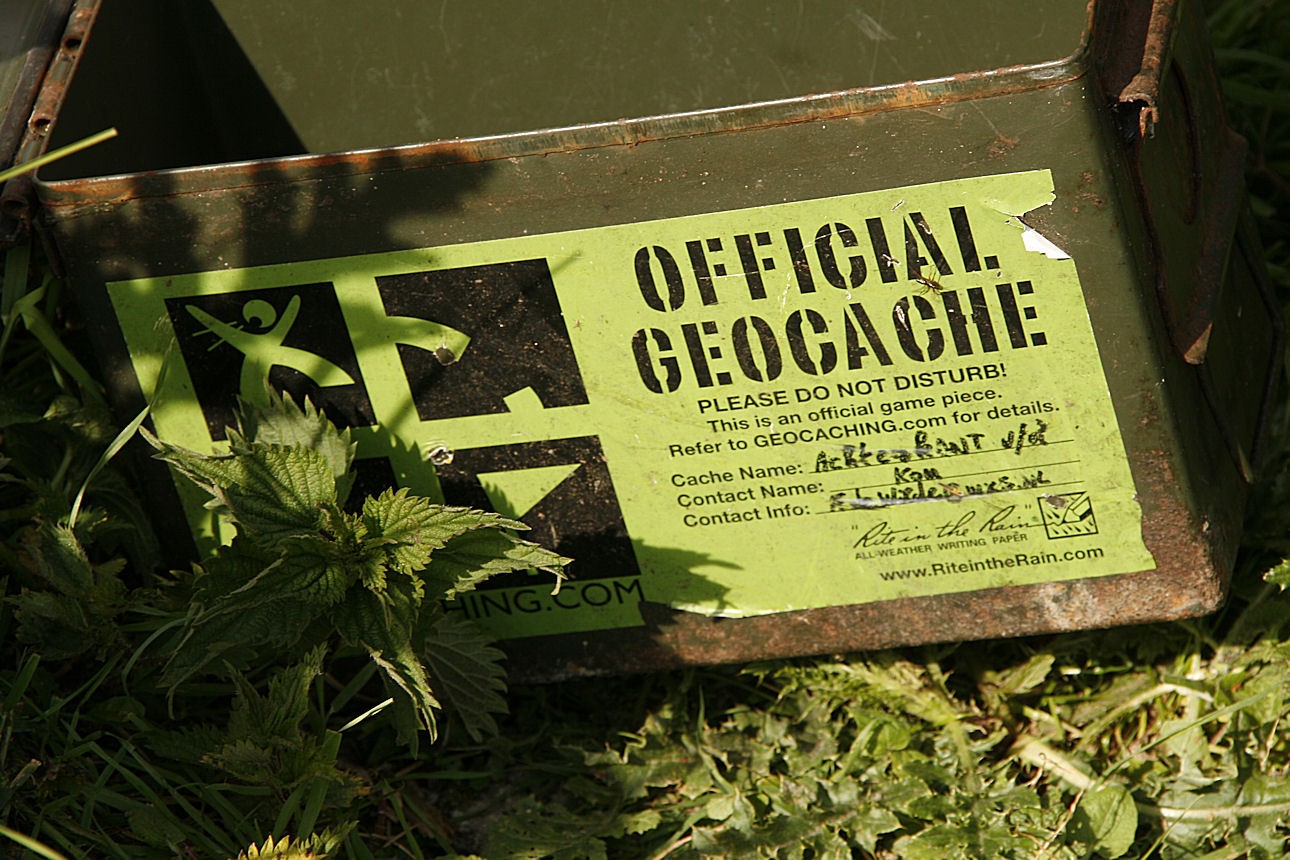 OFFICIAL
GEOCACHE
PLEASE DO NOT DISTURB!
This is an official game piece.
Refer to GEOCACHING.com for details.
Cache Name: AchterKANT v/d
Contact Name:
Contact Info:
"Rite in the Rain"
ALL-WEATHER WRITING PAPER
www.RiteintheRain.com
HING.COM